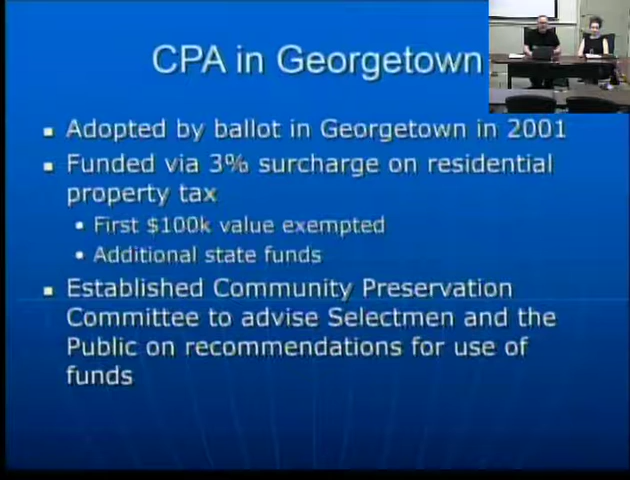 CPA in Georgetown
Adopted by ballot in Georgetown in 2001
Funded via 3% surcharge on residential
property tax
First $100k value exempted
Additional state funds
Established Community Preservation
Committee to advise Selectmen and the
Public on recommendations for use of
funds